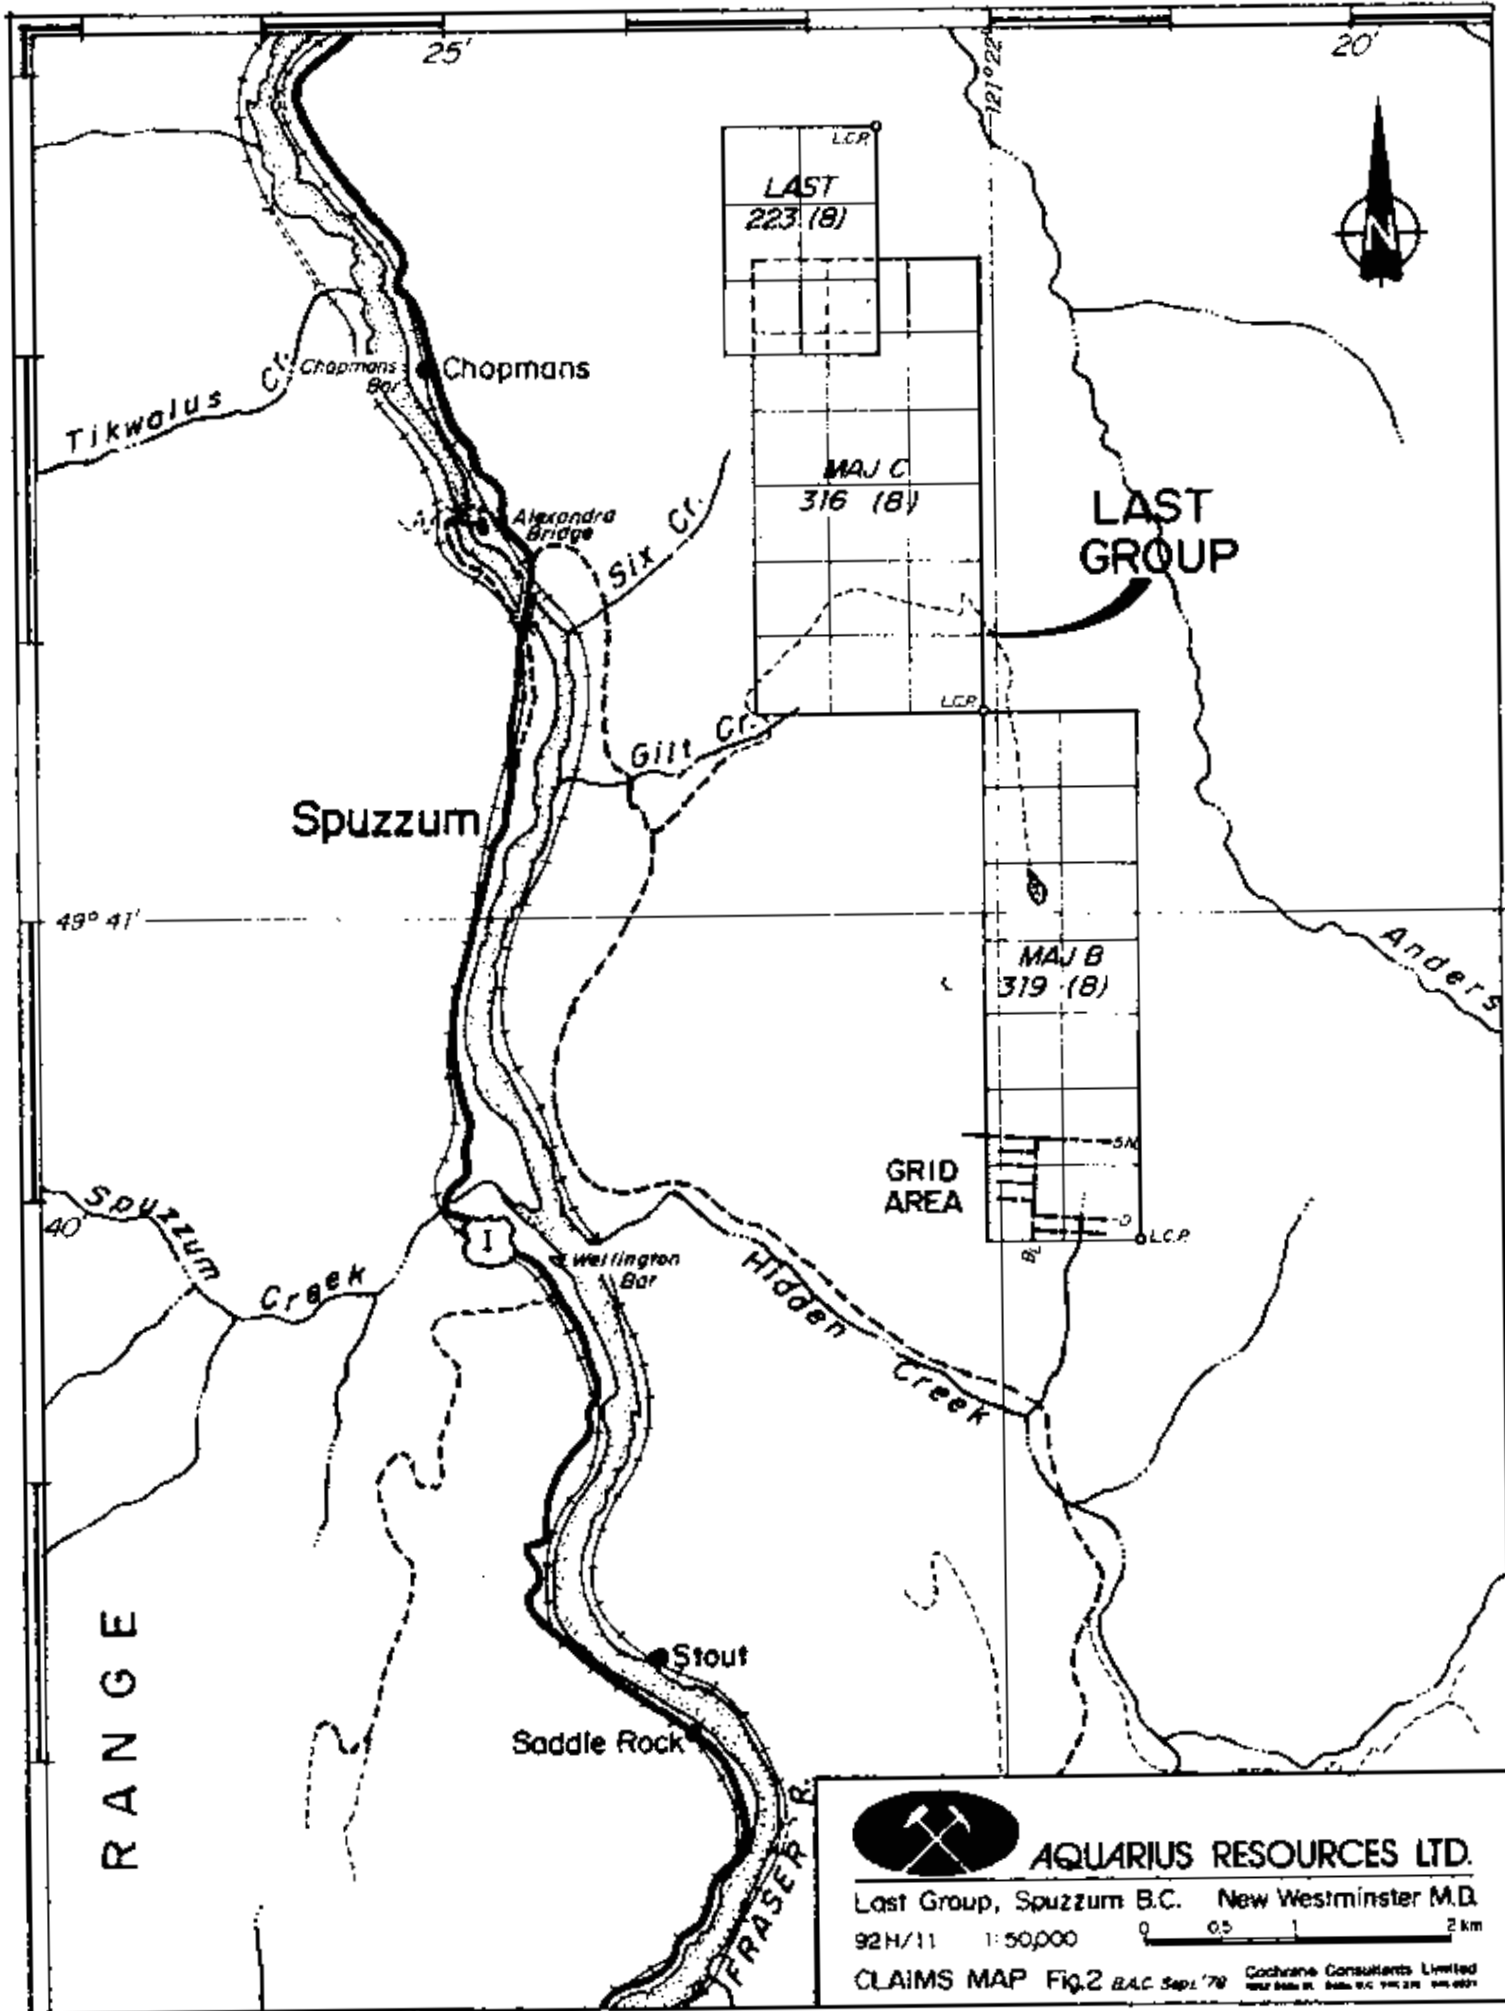 25'
121°22'
20'
L.C.P.
LAST
223 (8)
N
Chapmans
Bar
Chapmans
Tikwalus Cr.
MAJ C
316 (8)
LAST
GROUP
Alexandra
Bridge
Six Cr.
L.C.P.
Gilt Cr.
Spuzzum
49° 41'
MAJ B
319 (8)
Anders
5N
GRID
AREA
0
L.C.P.
BL
Spuzzum Creek
40'
1
Wellington
Bar
Hidden Creek
RANGE
Stout
Saddle Rock
FRASER R.
AQUARIUS RESOURCES LTD.
Last Group, Spuzzum B.C. New Westminster M.D.
92H/11 1:50,000 0 0.5 1 2 km
CLAIMS MAP Fig.2 B.A.C. Sept. '78 Cochrane Consultants Limited